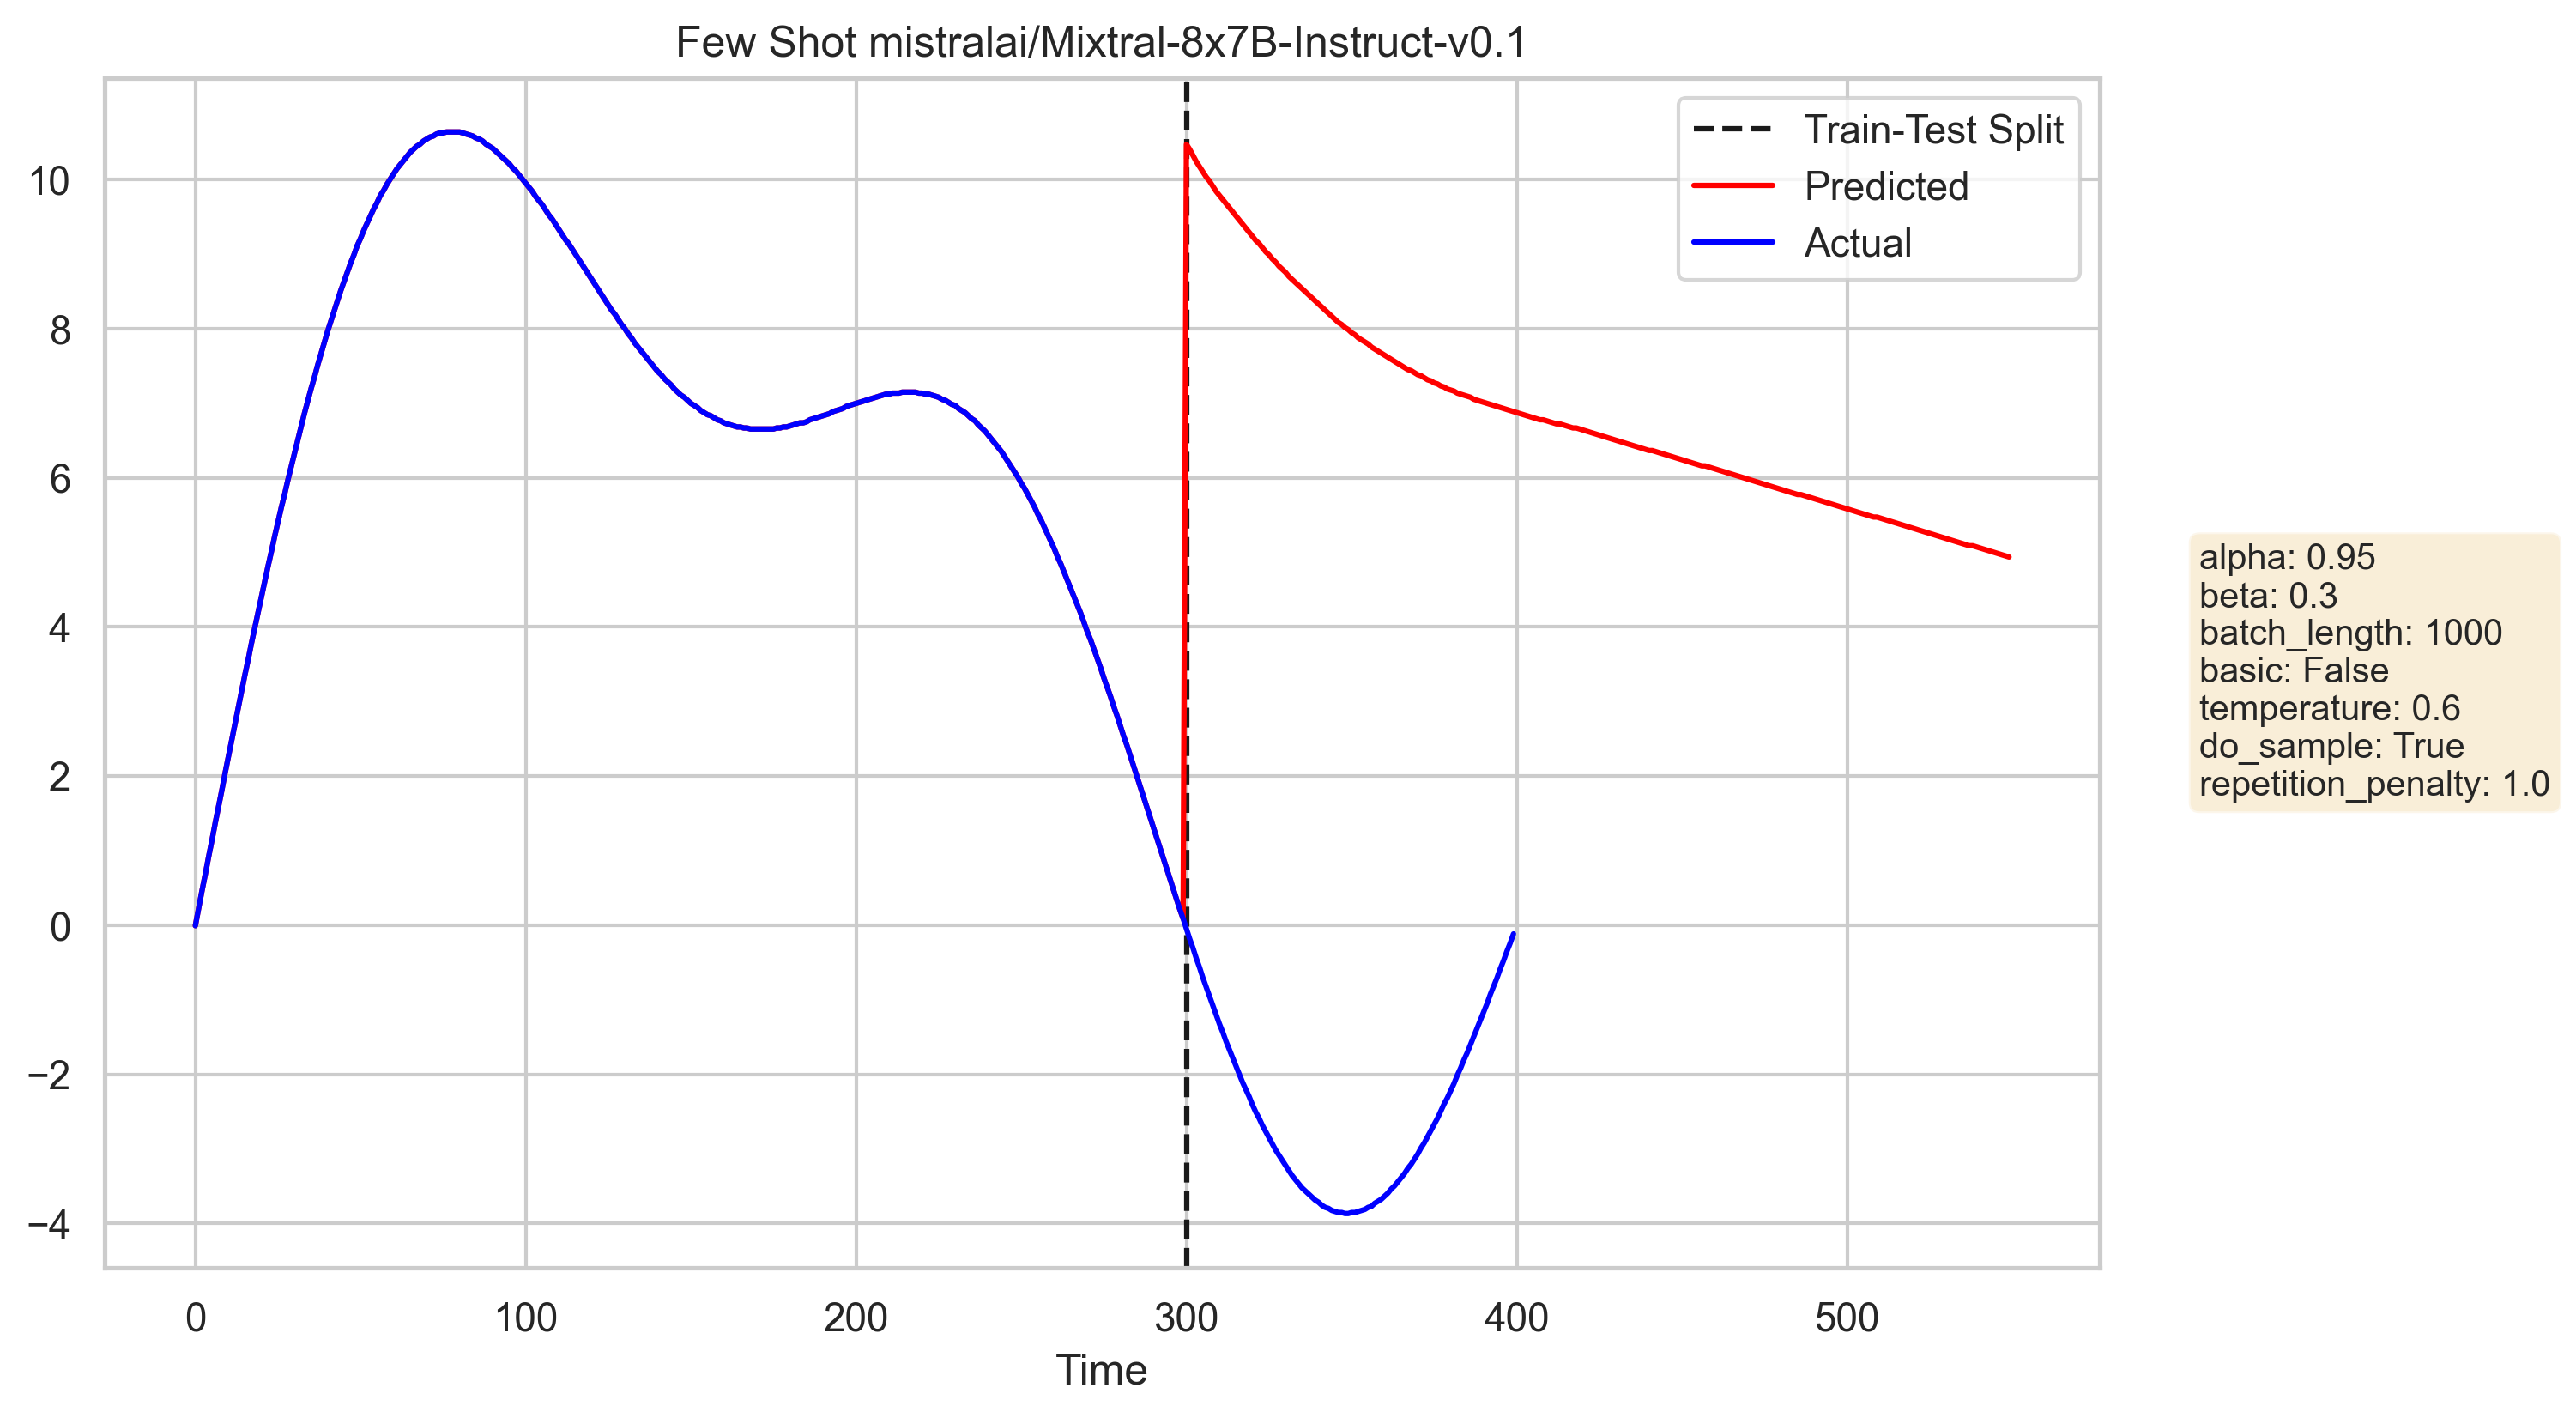 Few Shot mistralai/Mixtral-8x7B-Instruct-v0.1
Train-Test Split
Predicted
Actual
10
8
6
4
2
0
−2
−4
0
100
200
300
400
500
Time
alpha: 0.95
beta: 0.3
batch_length: 1000
basic: False
temperature: 0.6
do_sample: True
repetition_penalty: 1.0